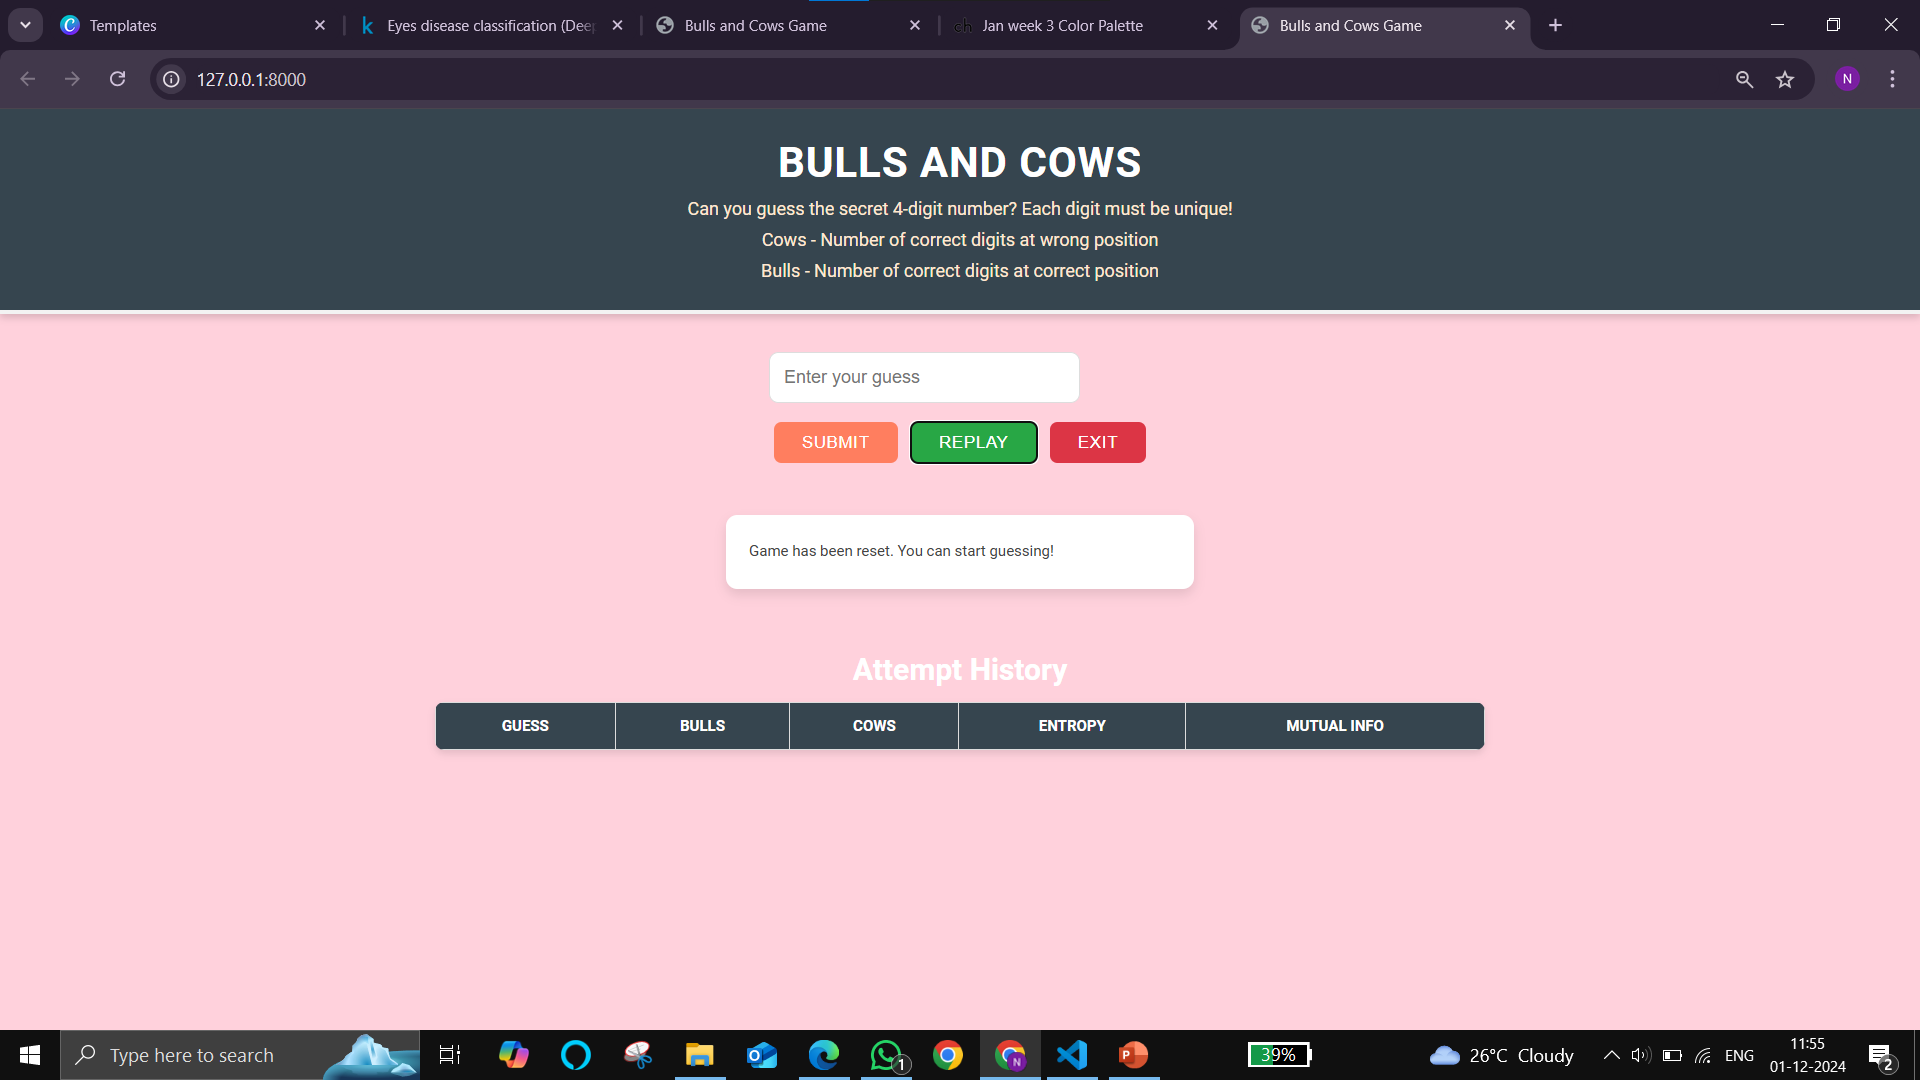 Templates
Eyes disease classification (Deep
Bulls and Cows Game
ch Jan week 3 Color Palette
Bulls and Cows Game
127.0.0.1:8000
N
BULLS AND COWS
Can you guess the secret 4-digit number? Each digit must be unique!
Cows - Number of correct digits at wrong position
Bulls - Number of correct digits at correct position
Enter your guess
SUBMIT REPLAY EXIT
Game has been reset. You can start guessing!
Attempt History
GUESS BULLS COWS ENTROPY MUTUAL INFO
Type here to search
1
N
39%
26°C Cloudy
ENG
11:55
01-12-2024
2